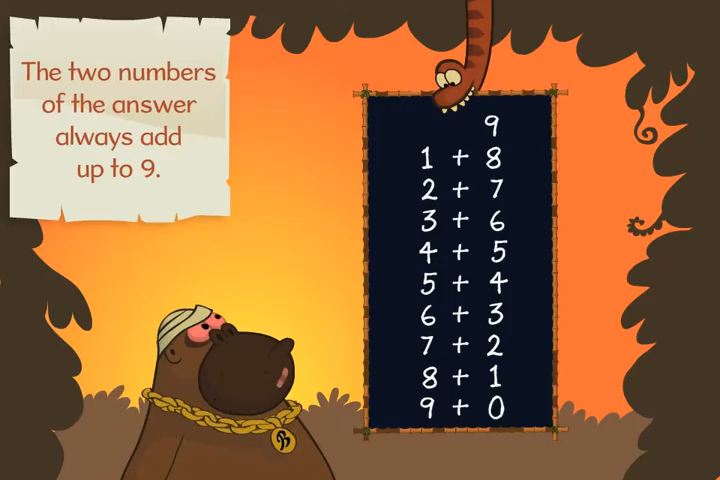 The two numbers
of the answer
always add
up to 9.
9
1 + 8
2 + 7
3 + 6
4 + 5
5 + 4
6 + 3
7 + 2
8 + 1
9 + 0
B